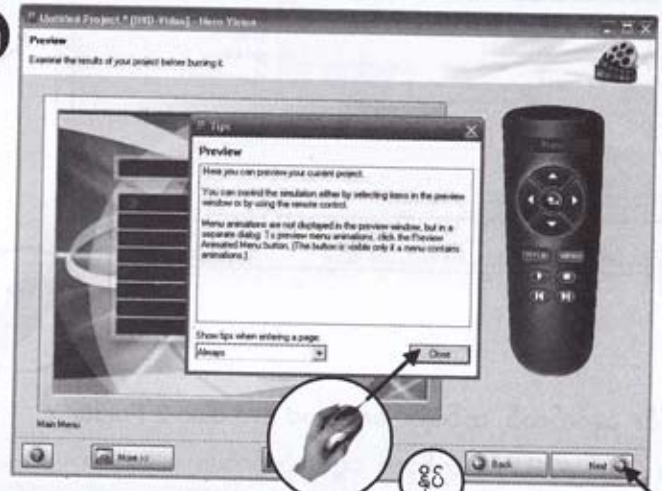 Untitled Project * [DVD-Video] - Nero Vision
Preview
Examine the results of your project before burning it.
Tips
Preview
Here you can preview your current project.
You can control the simulation either by selecting items in the preview
window or by using the remote control.
Menu animations are not displayed in the preview window, but in a
separate dialog. To preview menu animations, click the Preview
Animated Menu button. (The button is visible only if a menu contains
animations.)
Show tips when entering a page:
Always
Close
TITLE MENU
Main Menu
More >>
Back
Next
နှိပ်